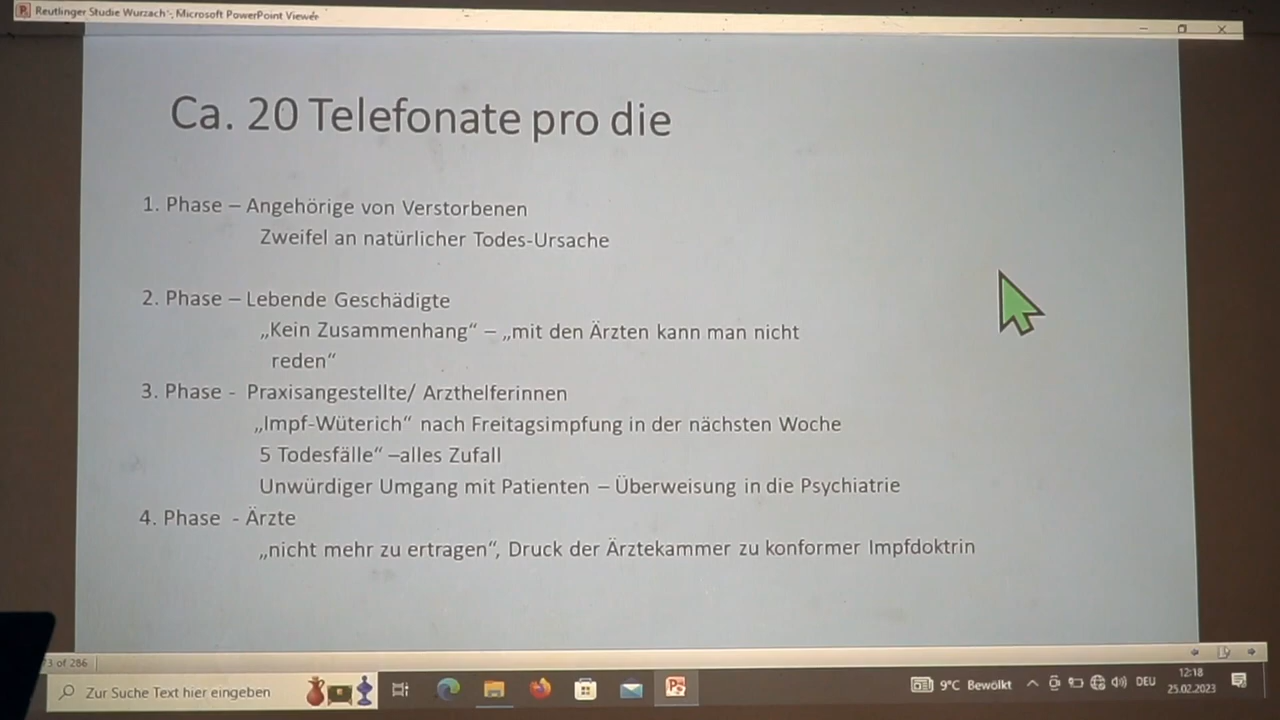 Reutlinger Studie Wurzach - Microsoft PowerPoint Viewer
Ca. 20 Telefonate pro die
1. Phase – Angehörige von Verstorbenen
Zweifel an natürlicher Todes-Ursache
2. Phase – Lebende Geschädigte
„Kein Zusammenhang“ – „mit den Ärzten kann man nicht
reden“
3. Phase - Praxisangestellte/ Arzthelferinnen
„Impf-Wüterich“ nach Freitagsimpfung in der nächsten Woche
5 Todesfälle“ –alles Zufall
Unwürdiger Umgang mit Patienten – Überweisung in die Psychiatrie
4. Phase - Ärzte
„nicht mehr zu ertragen“, Druck der Ärztekammer zu konformer Impfdoktrin
of 286
Zur Suche Text hier eingeben
9°C Bewölkt
DEU
12:18
25.02.2023